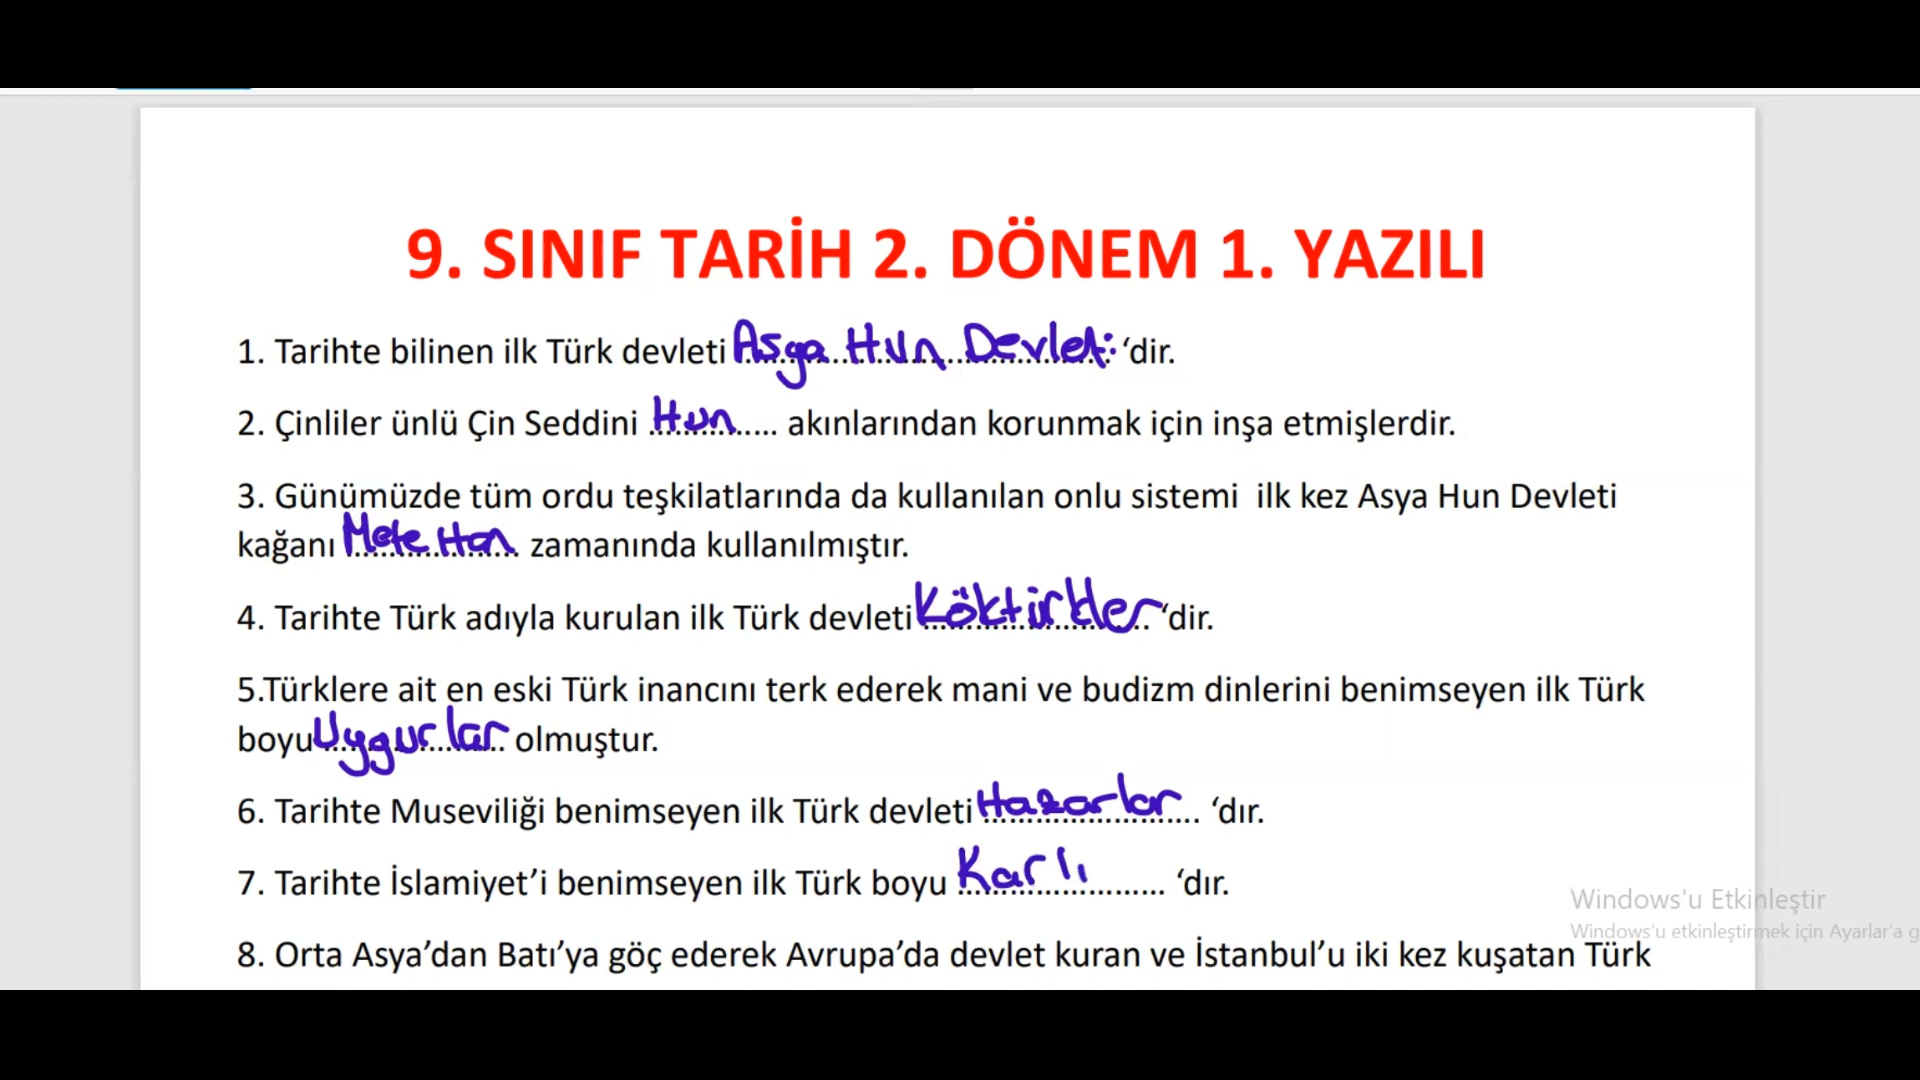 9. SINIF TARİH 2. DÖNEM 1. YAZILI
1. Tarihte bilinen ilk Türk devleti Asya Hun Devleti 'dir.
2. Çinliler ünlü Çin Seddini Hun ............ akınlarından korunmak için inşa etmişlerdir.
3. Günümüzde tüm ordu teşkilatlarında da kullanılan onlu sistemi ilk kez Asya Hun Devleti
kağanı Mete Han zamanında kullanılmıştır.
4. Tarihte Türk adıyla kurulan ilk Türk devleti Köktürkler 'dir.
5.Türklere ait en eski Türk inancını terk ederek mani ve budizm dinlerini benimseyen ilk Türk
boyu Uygurlar olmuştur.
6. Tarihte Museviliği benimseyen ilk Türk devleti Hazarlar 'dır.
7. Tarihte İslamiyet'i benimseyen ilk Türk boyu Karlı ............ 'dır.
8. Orta Asya'dan Batı'ya göç ederek Avrupa'da devlet kuran ve İstanbul'u iki kez kuşatan Türk
Windows'u Etkinleştir
Windows'u etkinleştirmek için Ayarlar'a g